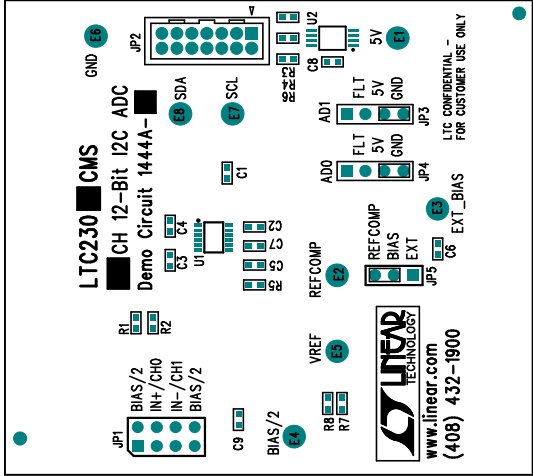 E6
GND
JP2
R6
R4
R3
U2
C8
5V
E1
SDA
E8
SCL
E7
AD1
FLT
5V
GND
JP3
AD0
FLT
5V
GND
JP4
LTC CONFIDENTIAL -
FOR CUSTOMER USE ONLY
LTC230 CMS
CH 12-Bit I2C ADC
Demo Circuit 1444A-
C1
C4
C3
U1
C2
C7
C5
R5
E3
EXT_BIAS
REFCOMP
E2
REFCOMP
BIAS
EXT
JP5
C6
R1
R2
VREF
E5
JP1
BIAS/2
IN+/CH0
IN-/CH1
BIAS/2
C9
BIAS/2
E4
R8
R7
LINEAR
TECHNOLOGY
www.linear.com
(408) 432-1900